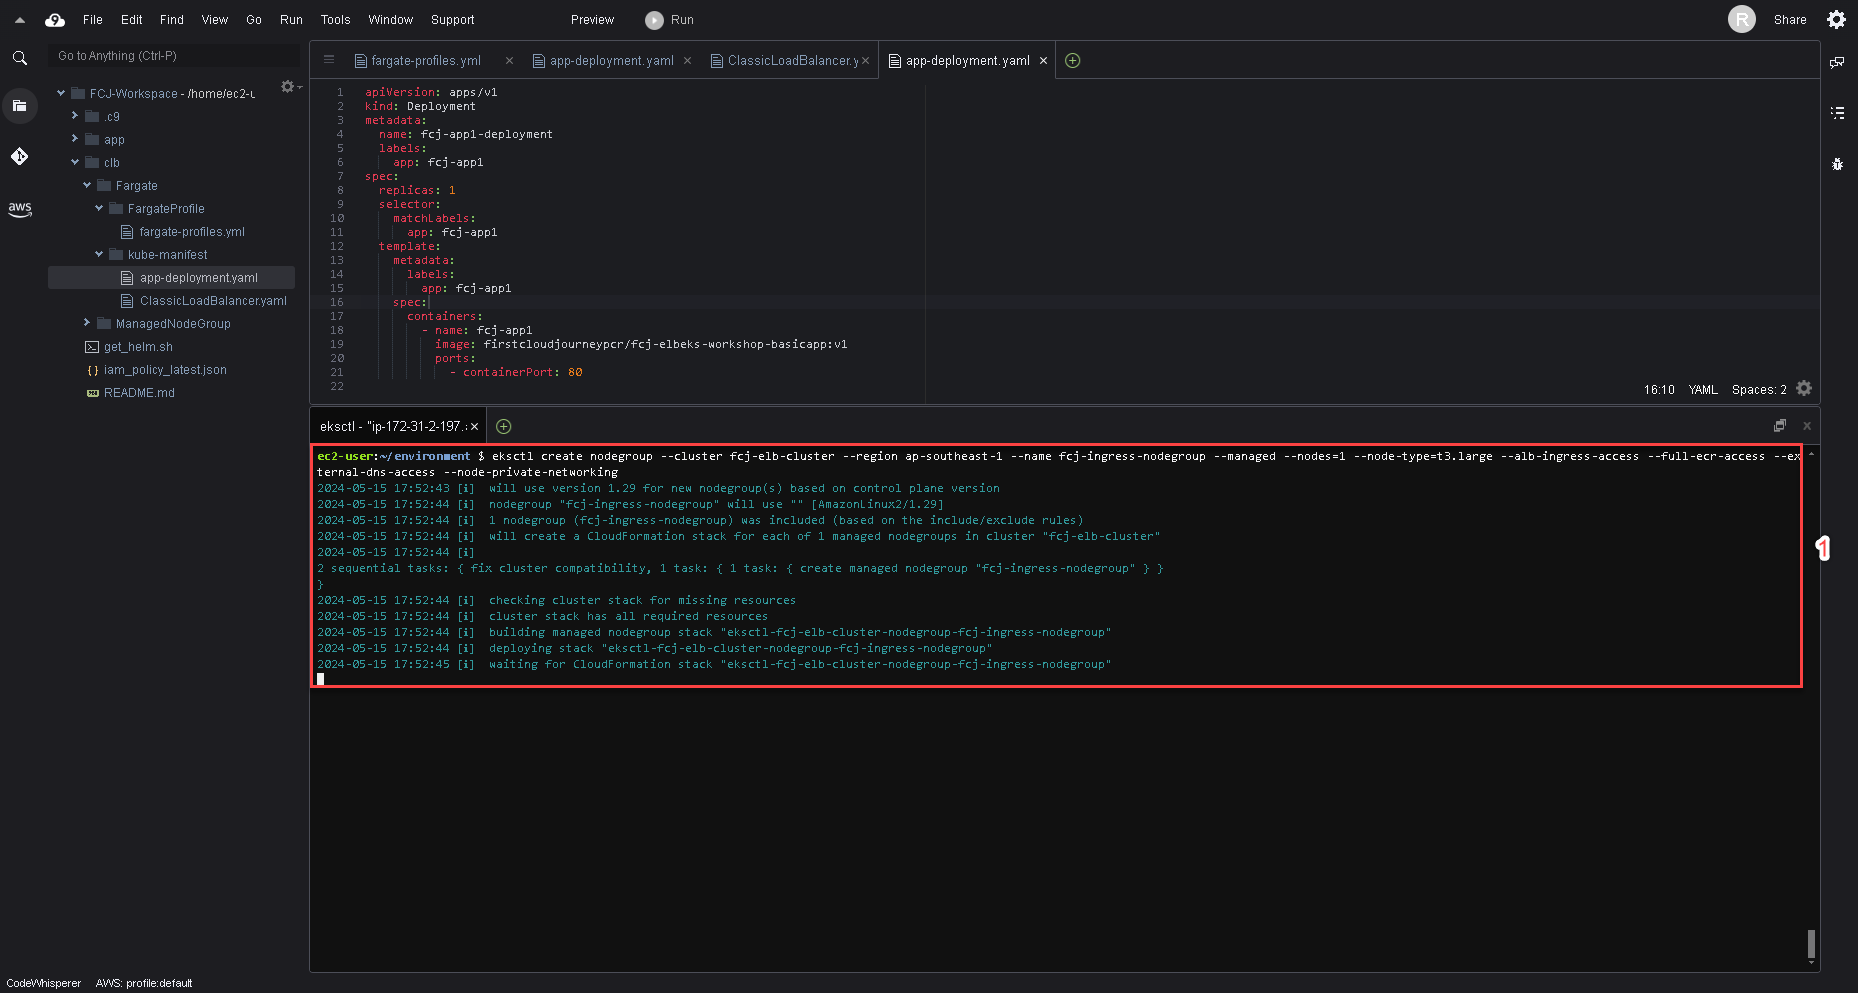 9 File Edit Find View Go Run Tools Window Support Preview Run R Share
Go to Anything (Ctrl-P)
FCJ-Workspace - /home/ec2-u
.c9
app
clb
Fargate
FargateProfile
fargate-profiles.yml
kube-manifest
app-deployment.yaml
ClassicLoadBalancer.yaml
ManagedNodeGroup
get_helm.sh
{ } iam_policy_latest.json
README.md
aws
fargate-profiles.yml × app-deployment.yaml × ClassicLoadBalancer.y × app-deployment.yaml ×
1 apiVersion: apps/v1
2 kind: Deployment
3 metadata:
4 name: fcj-app1-deployment
5 labels:
6 app: fcj-app1
7 spec:
8 replicas: 1
9 selector:
10 matchLabels:
11 app: fcj-app1
12 template:
13 metadata:
14 labels:
15 app: fcj-app1
16 spec:
17 containers:
18 - name: fcj-app1
19 image: firstcloudjourneypcr/fcj-elbeks-workshop-basicapp:v1
20 ports:
21 - containerPort: 80
22
16:10 YAML Spaces: 2
eksctl - "ip-172-31-2-197.a ×
ec2-user:~/environment $ eksctl create nodegroup --cluster fcj-elb-cluster --region ap-southeast-1 --name fcj-ingress-nodegroup --managed --nodes=1 --node-type=t3.large --alb-ingress-access --full-ecr-access --ex
ternal-dns-access --node-private-networking
2024-05-15 17:52:43 [i] will use version 1.29 for new nodegroup(s) based on control plane version
2024-05-15 17:52:44 [i] nodegroup "fcj-ingress-nodegroup" will use "" [AmazonLinux2/1.29]
2024-05-15 17:52:44 [i] 1 nodegroup (fcj-ingress-nodegroup) was included (based on the include/exclude rules)
2024-05-15 17:52:44 [i] will create a CloudFormation stack for each of 1 managed nodegroups in cluster "fcj-elb-cluster"
2024-05-15 17:52:44 [i]
2 sequential tasks: { fix cluster compatibility, 1 task: { 1 task: { create managed nodegroup "fcj-ingress-nodegroup" } }
}
2024-05-15 17:52:44 [i] checking cluster stack for missing resources
2024-05-15 17:52:44 [i] cluster stack has all required resources
2024-05-15 17:52:44 [i] building managed nodegroup stack "eksctl-fcj-elb-cluster-nodegroup-fcj-ingress-nodegroup"
2024-05-15 17:52:44 [i] deploying stack "eksctl-fcj-elb-cluster-nodegroup-fcj-ingress-nodegroup"
2024-05-15 17:52:45 [i] waiting for CloudFormation stack "eksctl-fcj-elb-cluster-nodegroup-fcj-ingress-nodegroup"
1
CodeWhisperer AWS: profile:default